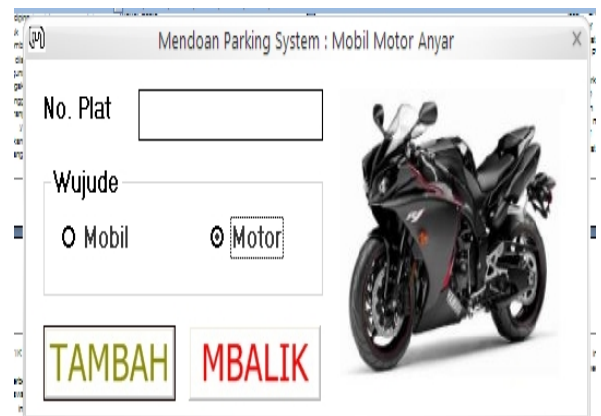 Mendoan Parking System : Mobil Motor Anyar
No. Plat
Wujude
Mobil
Motor
TAMBAH
MBALIK